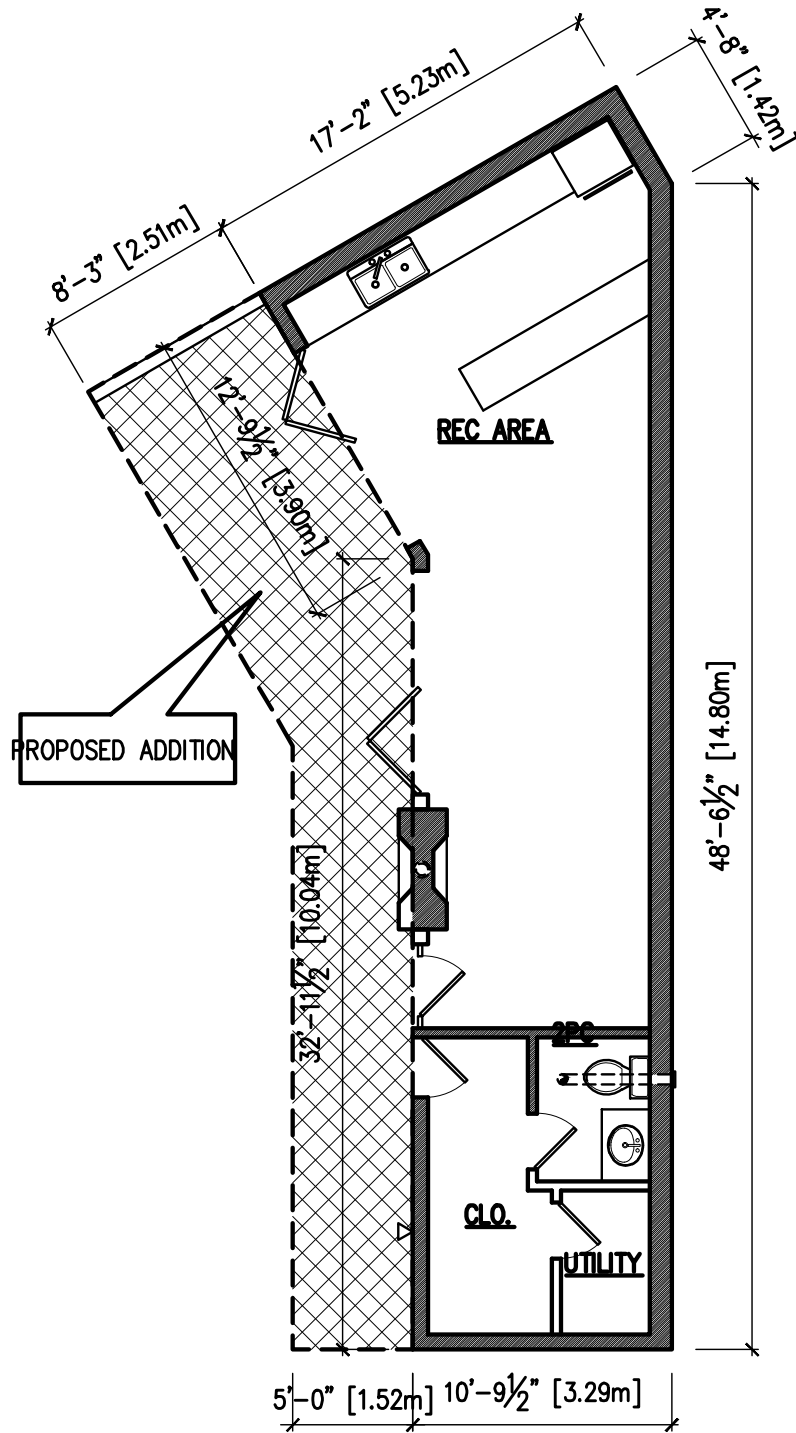 4'-8" [1.42m]
17'-2" [5.23m]
8'-3" [2.51m]
12'-9½" [3.90m]
REC AREA
PROPOSED ADDITION
48'-6½" [14.80m]
32'-11½" [10.04m]
2PC
CLO.
UTILITY
5'-0" [1.52m]
10'-9½" [3.29m]